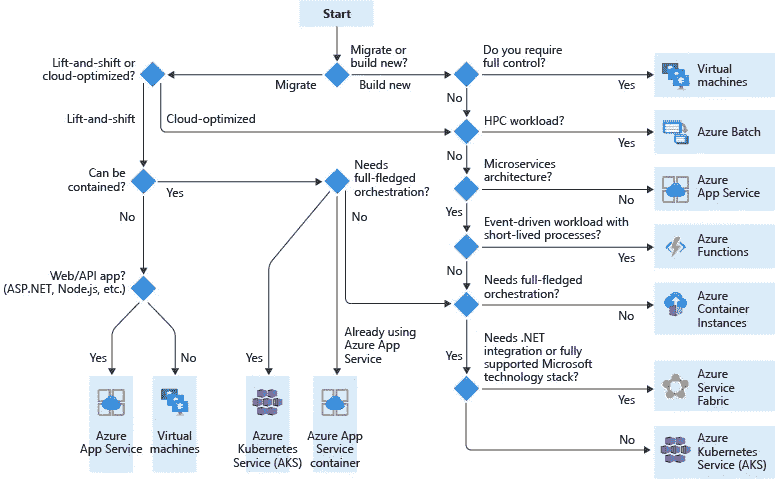 Start
Migrate or
build new?
Migrate
Build new
Lift-and-shift or
cloud-optimized?
Lift-and-shift
Cloud-optimized
Can be
contained?
Yes
No
Needs
full-fledged
orchestration?
No
Yes
Already using
Azure App
Service
Web/API app?
(ASP.NET, Node.js, etc.)
Yes
No
Azure
App Service
Virtual
machines
Azure
Kubernetes
Service (AKS)
Azure App
Service
container
Do you require
full control?
Yes
No
Virtual
machines
HPC workload?
Yes
No
Azure Batch
Microservices
architecture?
No
Yes
Azure
App Service
Event-driven workload with
short-lived processes?
Yes
No
Azure
Functions
Needs full-fledged
orchestration?
No
Yes
Azure
Container
Instances
Needs .NET
integration or fully
supported Microsoft
technology stack?
Yes
No
Azure
Service
Fabric
Azure
Kubernetes
Service (AKS)